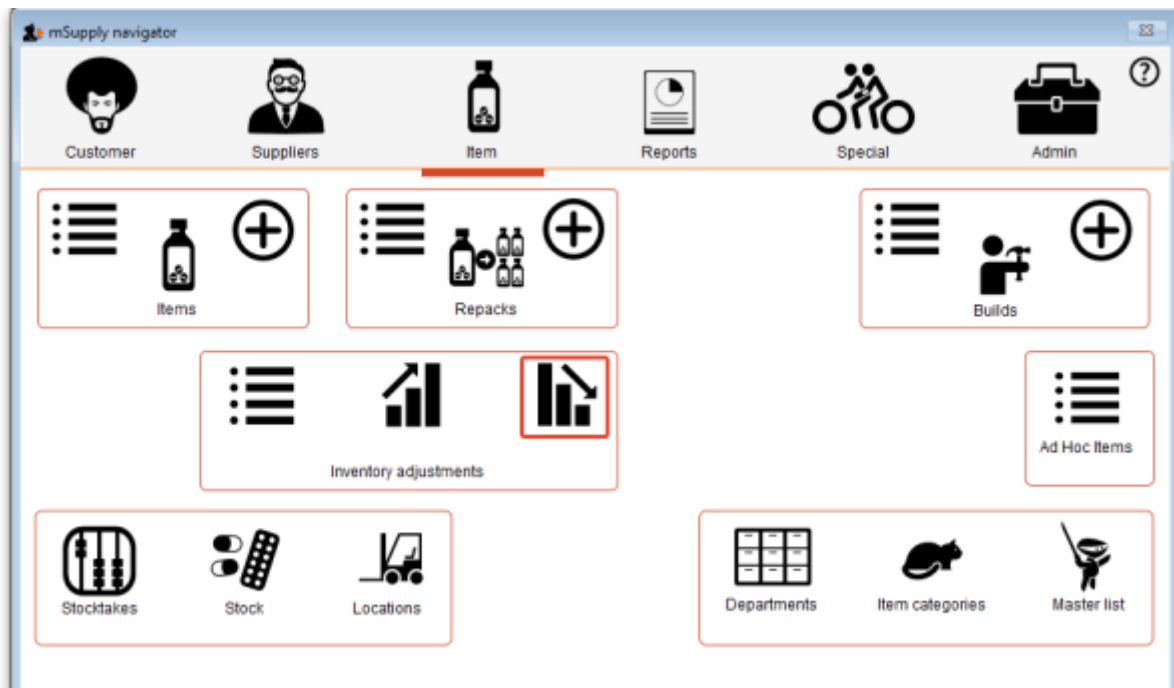 mSupply navigator
Customer
Suppliers
Item
Reports
Special
Admin
?
Items
Repacks
Builds
Inventory adjustments
Ad Hoc Items
Stocktakes
Stock
Locations
Departments
Item categories
Master list